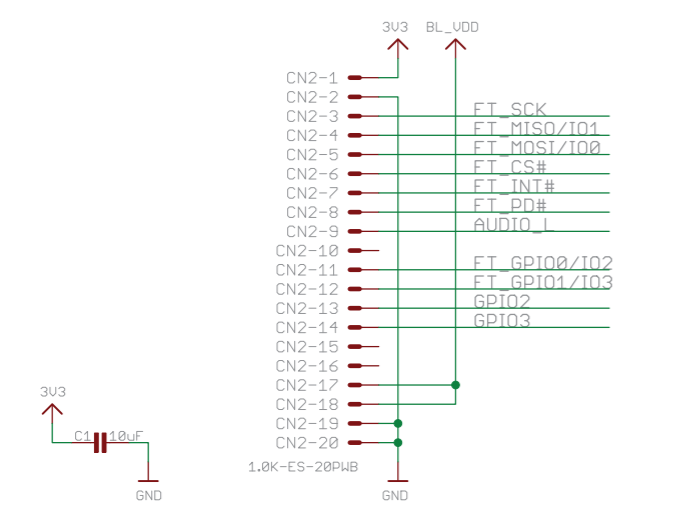 3V3 BL_VDD
CN2-1
CN2-2
CN2-3 FT_SCK
CN2-4 FT_MISO/IO1
CN2-5 FT_MOSI/IO0
CN2-6 FT_CS#
CN2-7 FT_INT#
CN2-8 FT_PD#
CN2-9 AUDIO_L
CN2-10
CN2-11 FT_GPIO0/IO2
CN2-12 FT_GPIO1/IO3
CN2-13 GPIO2
CN2-14 GPIO3
CN2-15
CN2-16
CN2-17
CN2-18
CN2-19
CN2-20
1.0K-ES-20PWB
GND
3V3
C1 10uF
GND